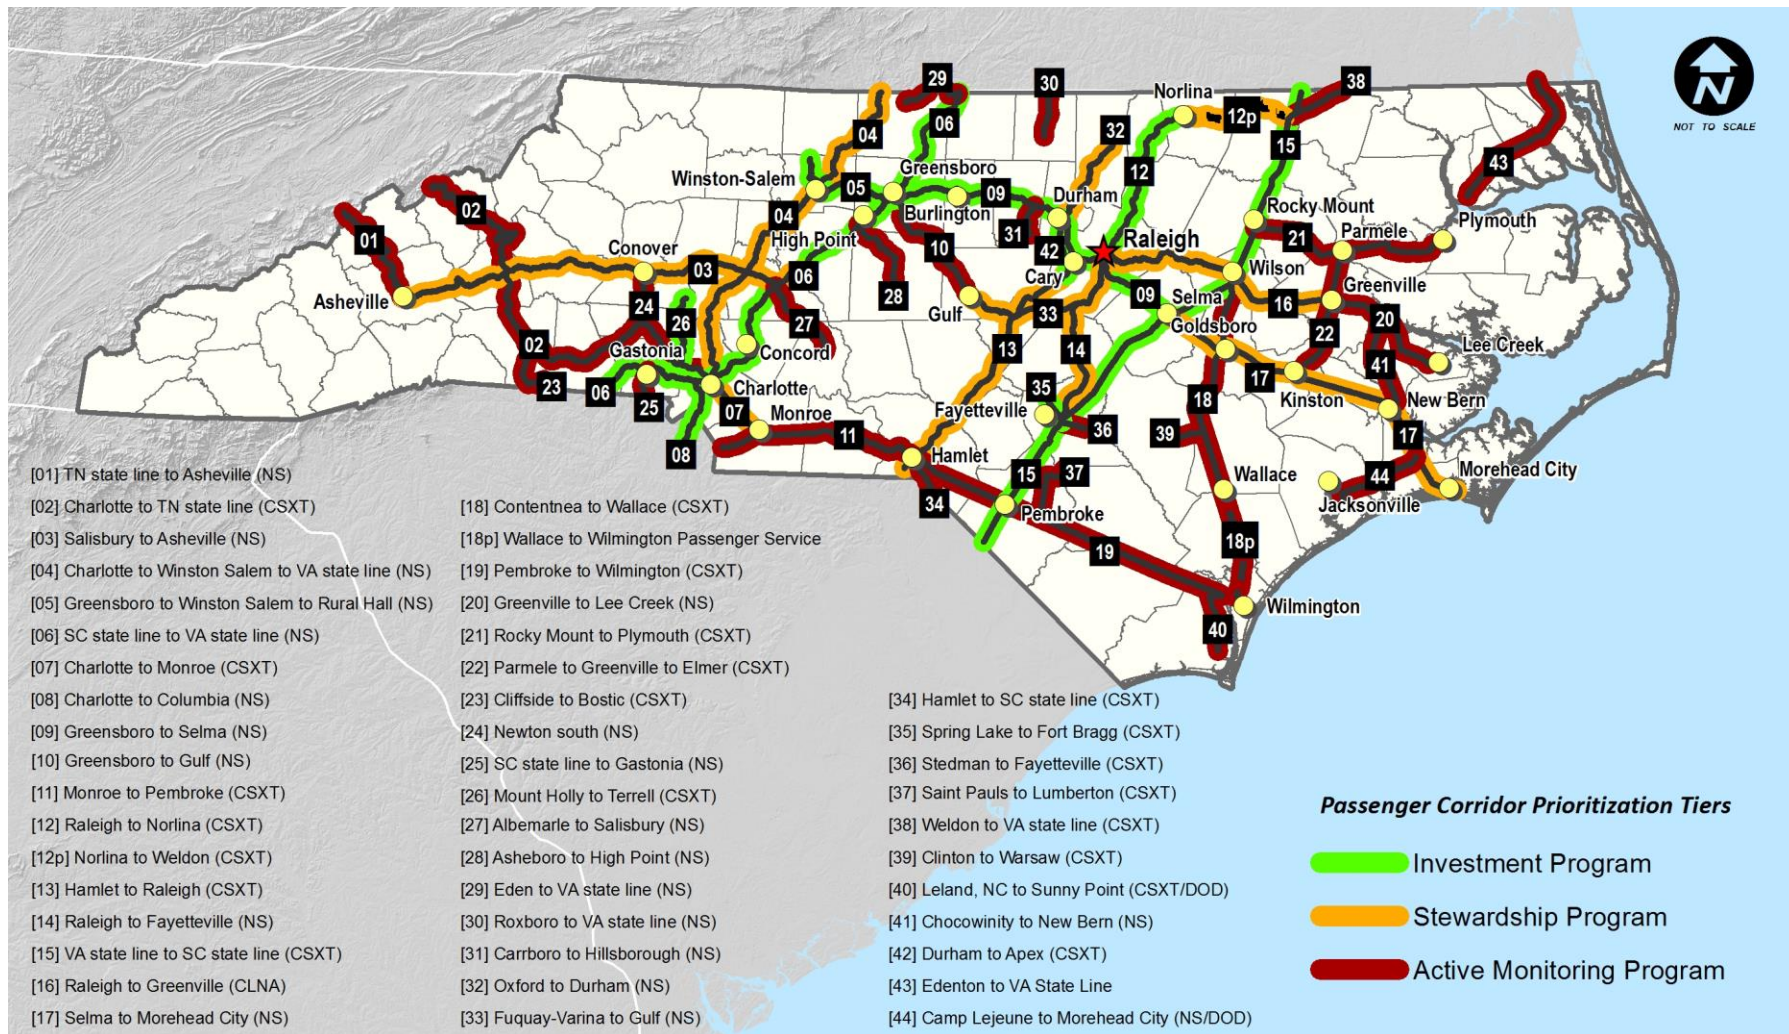 N
NOT TO SCALE
29
30
38
Norlina
04
06
32
12p
15
43
12
Greensboro
Winston-Salem
05
09
Durham
02
04
Burlington
31
Rocky Mount
Plymouth
01
High Point
10
42
Raleigh
21
Parmele
Conover
03
06
Cary
Wilson
Asheville
28
09
Selma
16
Greenville
24
26
27
Gulf
33
Goldsboro
22
20
02
Gastonia
Concord
13
14
Lee Creek
41
23
06
Charlotte
35
17
25
07
Monroe
Fayetteville
18
Kinston
New Bern
11
36
39
17
08
Hamlet
15
37
Wallace
44
Morehead City
34
Pembroke
Jacksonville
19
18p
Wilmington
40
[01] TN state line to Asheville (NS)
[02] Charlotte to TN state line (CSXT)
[03] Salisbury to Asheville (NS)
[04] Charlotte to Winston Salem to VA state line (NS)
[05] Greensboro to Winston Salem to Rural Hall (NS)
[06] SC state line to VA state line (NS)
[07] Charlotte to Monroe (CSXT)
[08] Charlotte to Columbia (NS)
[09] Greensboro to Selma (NS)
[10] Greensboro to Gulf (NS)
[11] Monroe to Pembroke (CSXT)
[12] Raleigh to Norlina (CSXT)
[12p] Norlina to Weldon (CSXT)
[13] Hamlet to Raleigh (CSXT)
[14] Raleigh to Fayetteville (NS)
[15] VA state line to SC state line (CSXT)
[16] Raleigh to Greenville (CLNA)
[17] Selma to Morehead City (NS)
[18] Contentnea to Wallace (CSXT)
[18p] Wallace to Wilmington Passenger Service
[19] Pembroke to Wilmington (CSXT)
[20] Greenville to Lee Creek (NS)
[21] Rocky Mount to Plymouth (CSXT)
[22] Parmele to Greenville to Elmer (CSXT)
[23] Cliffside to Bostic (CSXT)
[24] Newton south (NS)
[25] SC state line to Gastonia (NS)
[26] Mount Holly to Terrell (CSXT)
[27] Albemarle to Salisbury (NS)
[28] Asheboro to High Point (NS)
[29] Eden to VA state line (NS)
[30] Roxboro to VA state line (NS)
[31] Carrboro to Hillsborough (NS)
[32] Oxford to Durham (NS)
[33] Fuquay-Varina to Gulf (NS)
[34] Hamlet to SC state line (CSXT)
[35] Spring Lake to Fort Bragg (CSXT)
[36] Stedman to Fayetteville (CSXT)
[37] Saint Pauls to Lumberton (CSXT)
[38] Weldon to VA state line (CSXT)
[39] Clinton to Warsaw (CSXT)
[40] Leland, NC to Sunny Point (CSXT/DOD)
[41] Chocowinity to New Bern (NS)
[42] Durham to Apex (CSXT)
[43] Edenton to VA State Line
[44] Camp Lejeune to Morehead City (NS/DOD)
Passenger Corridor Prioritization Tiers
Investment Program
Stewardship Program
Active Monitoring Program